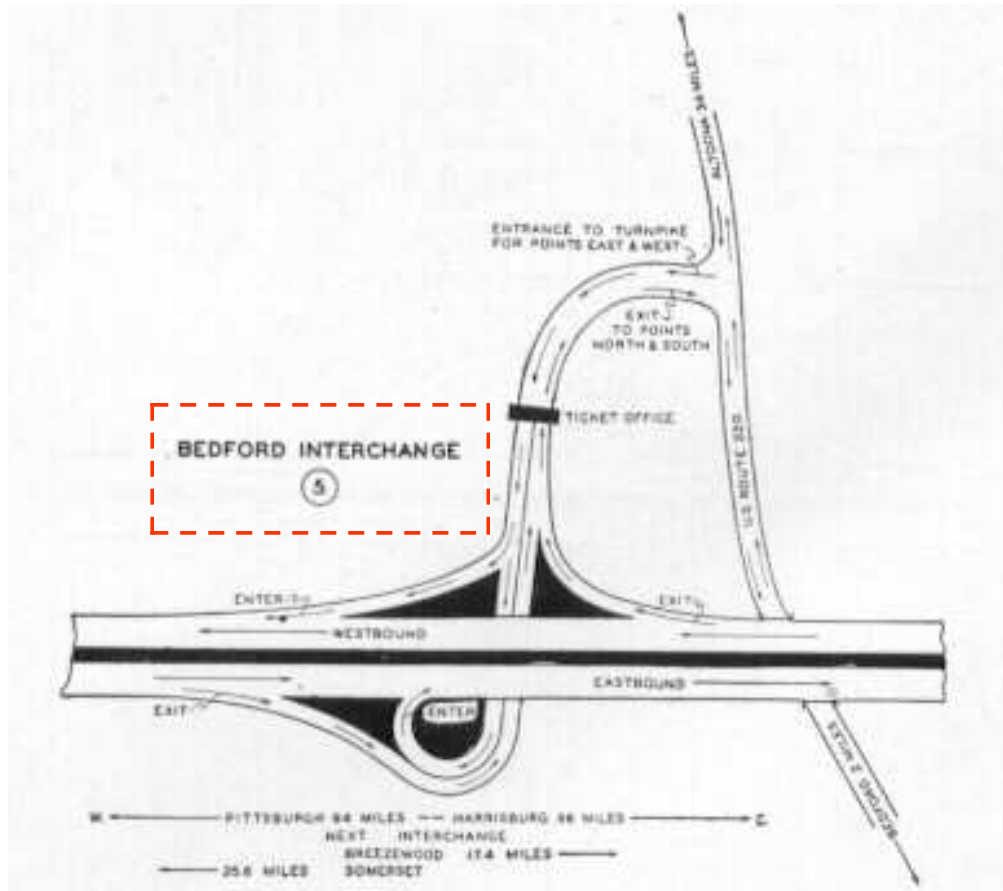 ALTOONA 34 MILES
ENTRANCE TO TURNPIKE
FOR POINTS EAST & WEST
EXIT
TO POINTS
NORTH & SOUTH
TICKET OFFICE
BEDFORD INTERCHANGE
5
U.S. ROUTE 220
ENTER
EXIT
WESTBOUND
EASTBOUND
EXIT
ENTER
BEDFORD 2 MILES
W. PITTSBURGH MILES -- HARRISBURG MILES E.
NEXT INTERCHANGE
BREEZEWOOD 17.4 MILES
25.6 MILES SOMERSET